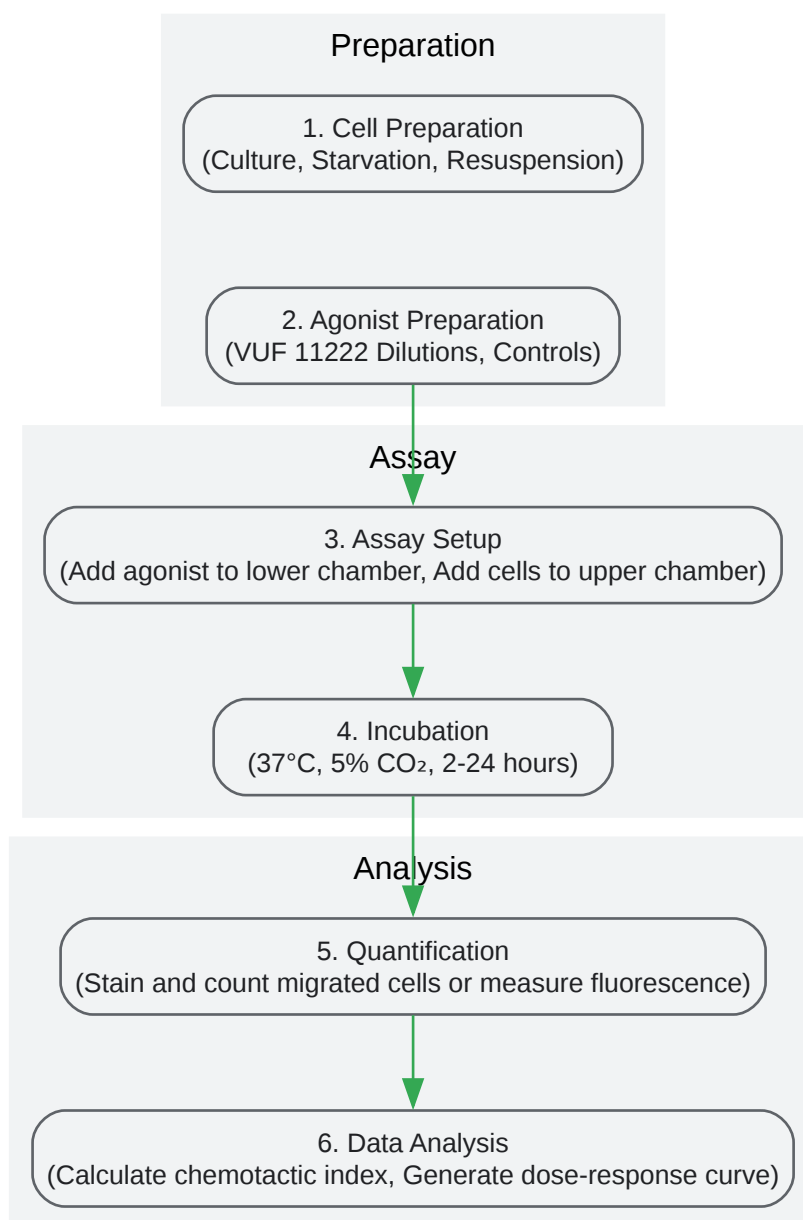 Preparation
1. Cell Preparation
(Culture, Starvation, Resuspension)
2. Agonist Preparation
(VUF 11222 Dilutions, Controls)
Assay
3. Assay Setup
(Add agonist to lower chamber, Add cells to upper chamber)
4. Incubation
(37°C, 5% CO₂, 2-24 hours)
Analysis
5. Quantification
(Stain and count migrated cells or measure fluorescence)
6. Data Analysis
(Calculate chemotactic index, Generate dose-response curve)